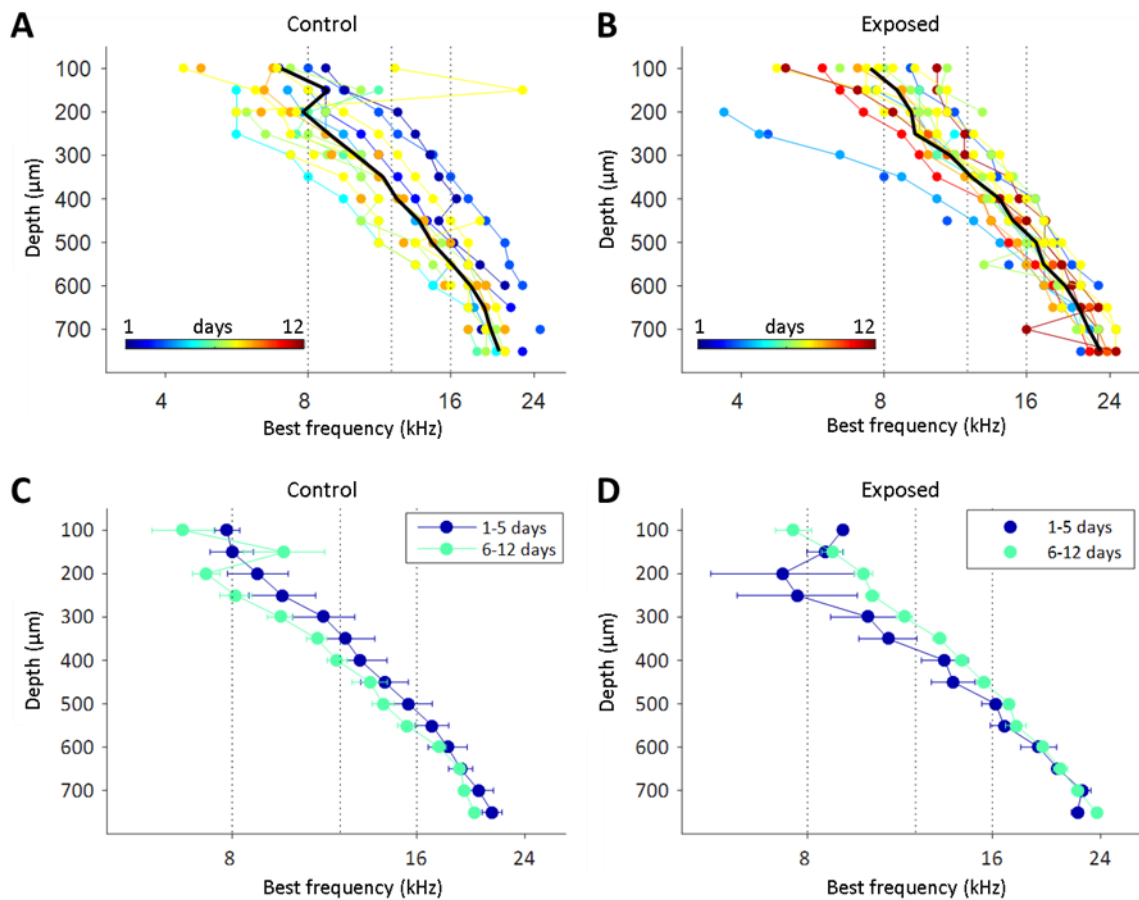 A
Control
100
200
300
400
500
600
700
Depth (µm)
1 days 12
4 8 16 24
Best frequency (kHz)
B
Exposed
100
200
300
400
500
600
700
Depth (µm)
1 days 12
4 8 16 24
Best frequency (kHz)
C
Control
1-5 days
6-12 days
100
200
300
400
500
600
700
Depth (µm)
8 16 24
Best frequency (kHz)
D
Exposed
1-5 days
6-12 days
100
200
300
400
500
600
700
Depth (µm)
8 16 24
Best frequency (kHz)